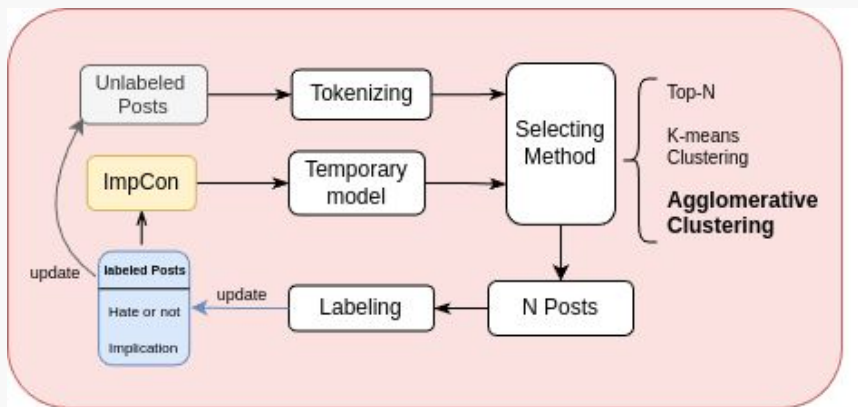 Unlabeled
Posts
Tokenizing
Selecting
Method
Top-N
K-means
Clustering
Agglomerative
Clustering
ImpCon
Temporary
model
update
labeled Posts
Hate or not
Implication
update
Labeling
N Posts